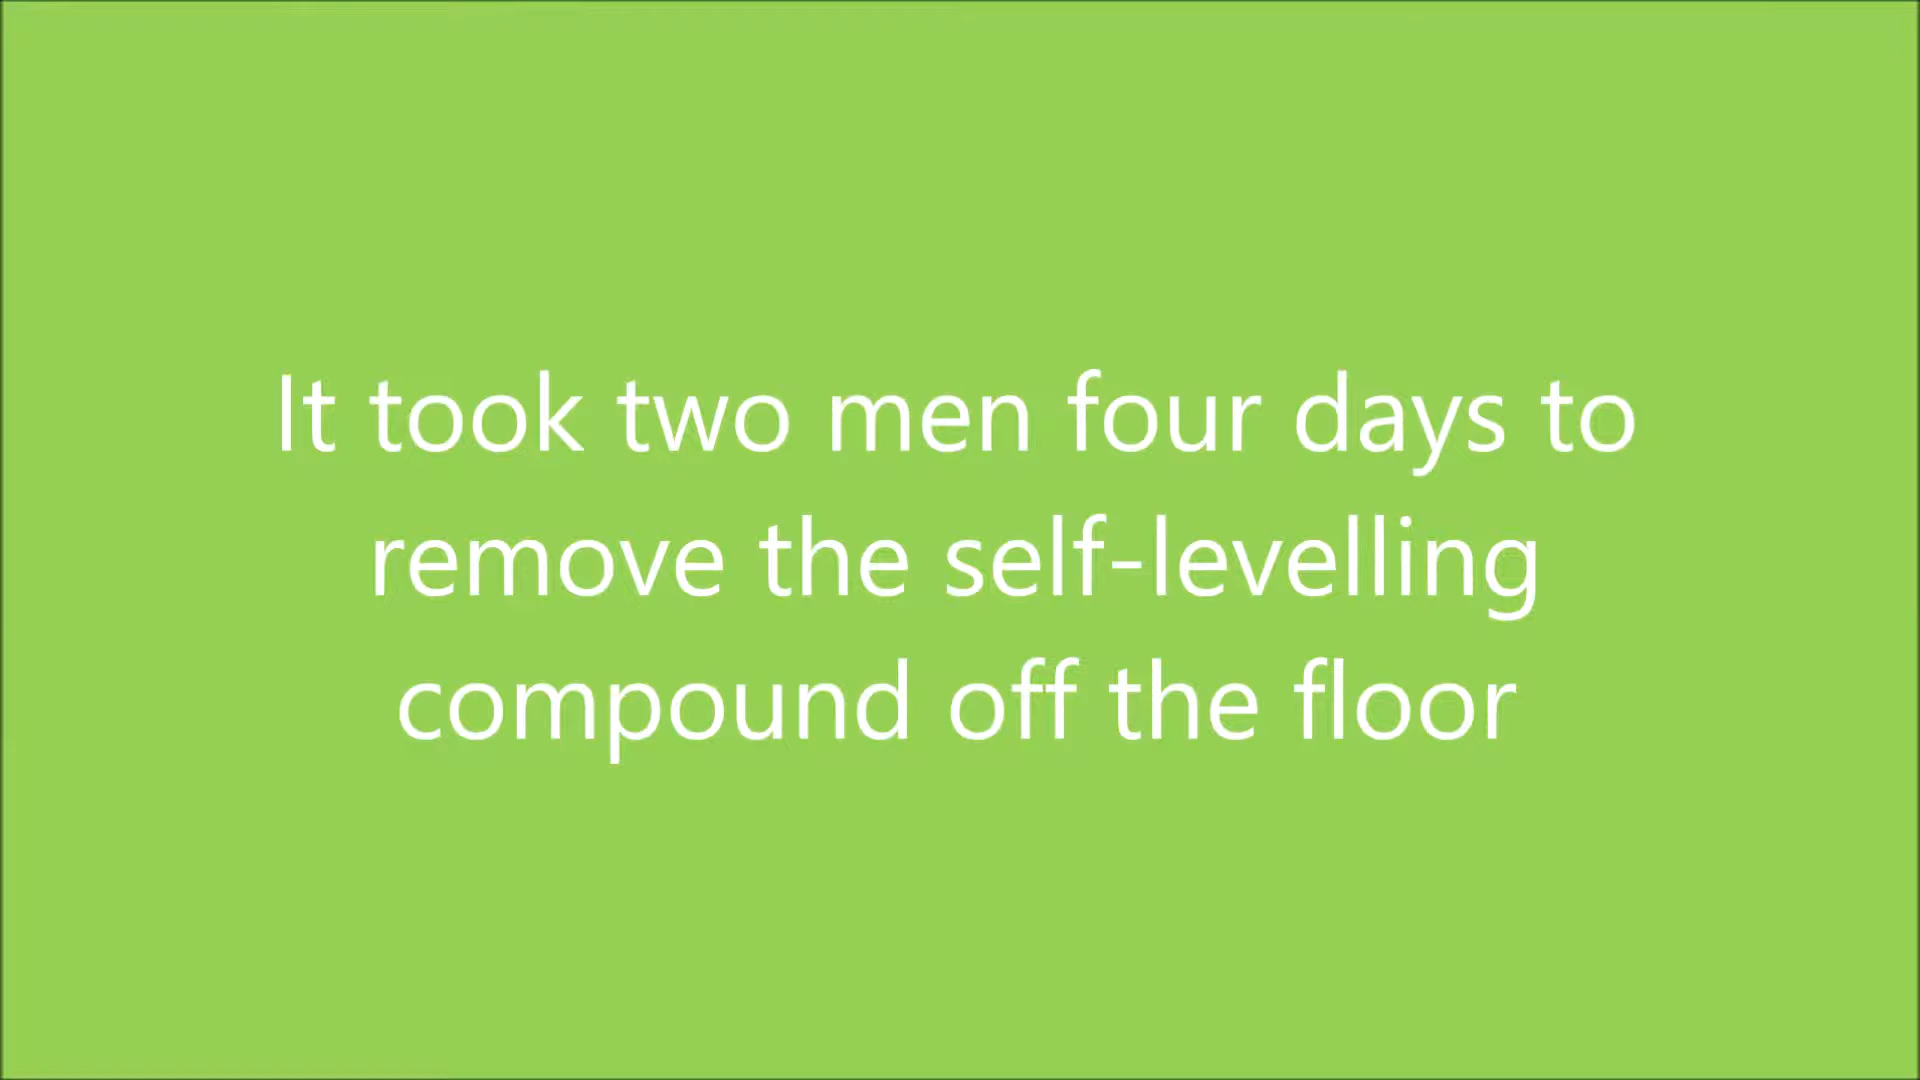 It took two men four days to
remove the self-levelling
compound off the floor